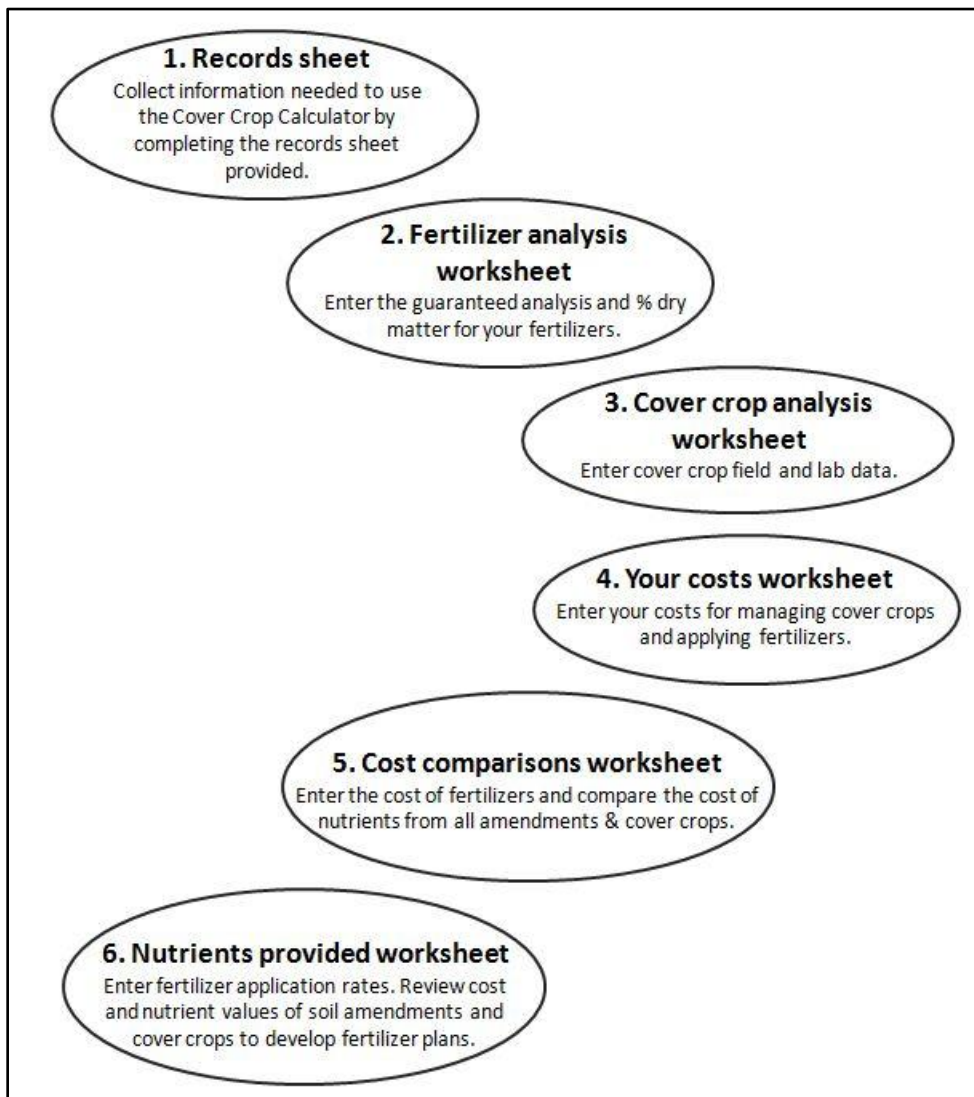 1. Records sheet
Collect information needed to use
the Cover Crop Calculator by
completing the records sheet
provided.
2. Fertilizer analysis
worksheet
Enter the guaranteed analysis and % dry
matter for your fertilizers.
3. Cover crop analysis
worksheet
Enter cover crop field and lab data.
4. Your costs worksheet
Enter your costs for managing cover crops
and applying fertilizers.
5. Cost comparisons worksheet
Enter the cost of fertilizers and compare the cost of
nutrients from all amendments & cover crops.
6. Nutrients provided worksheet
Enter fertilizer application rates. Review cost
and nutrient values of soil amendments and
cover crops to develop fertilizer plans.